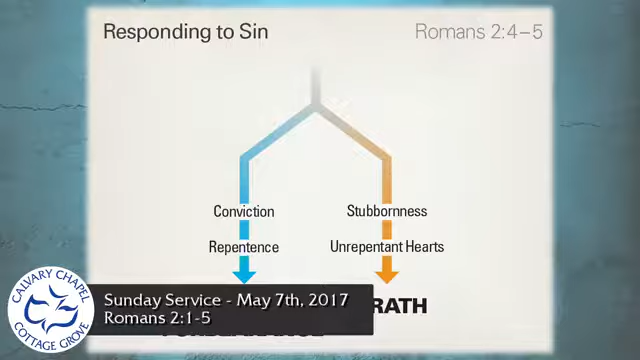 Responding to Sin
Romans 2:4–5
Conviction
Stubbornness
Repentence
Unrepentant Hearts
RATH
Sunday Service - May 7th, 2017
Romans 2:1-5
CALVARY CHAPEL
COTTAGE GROVE